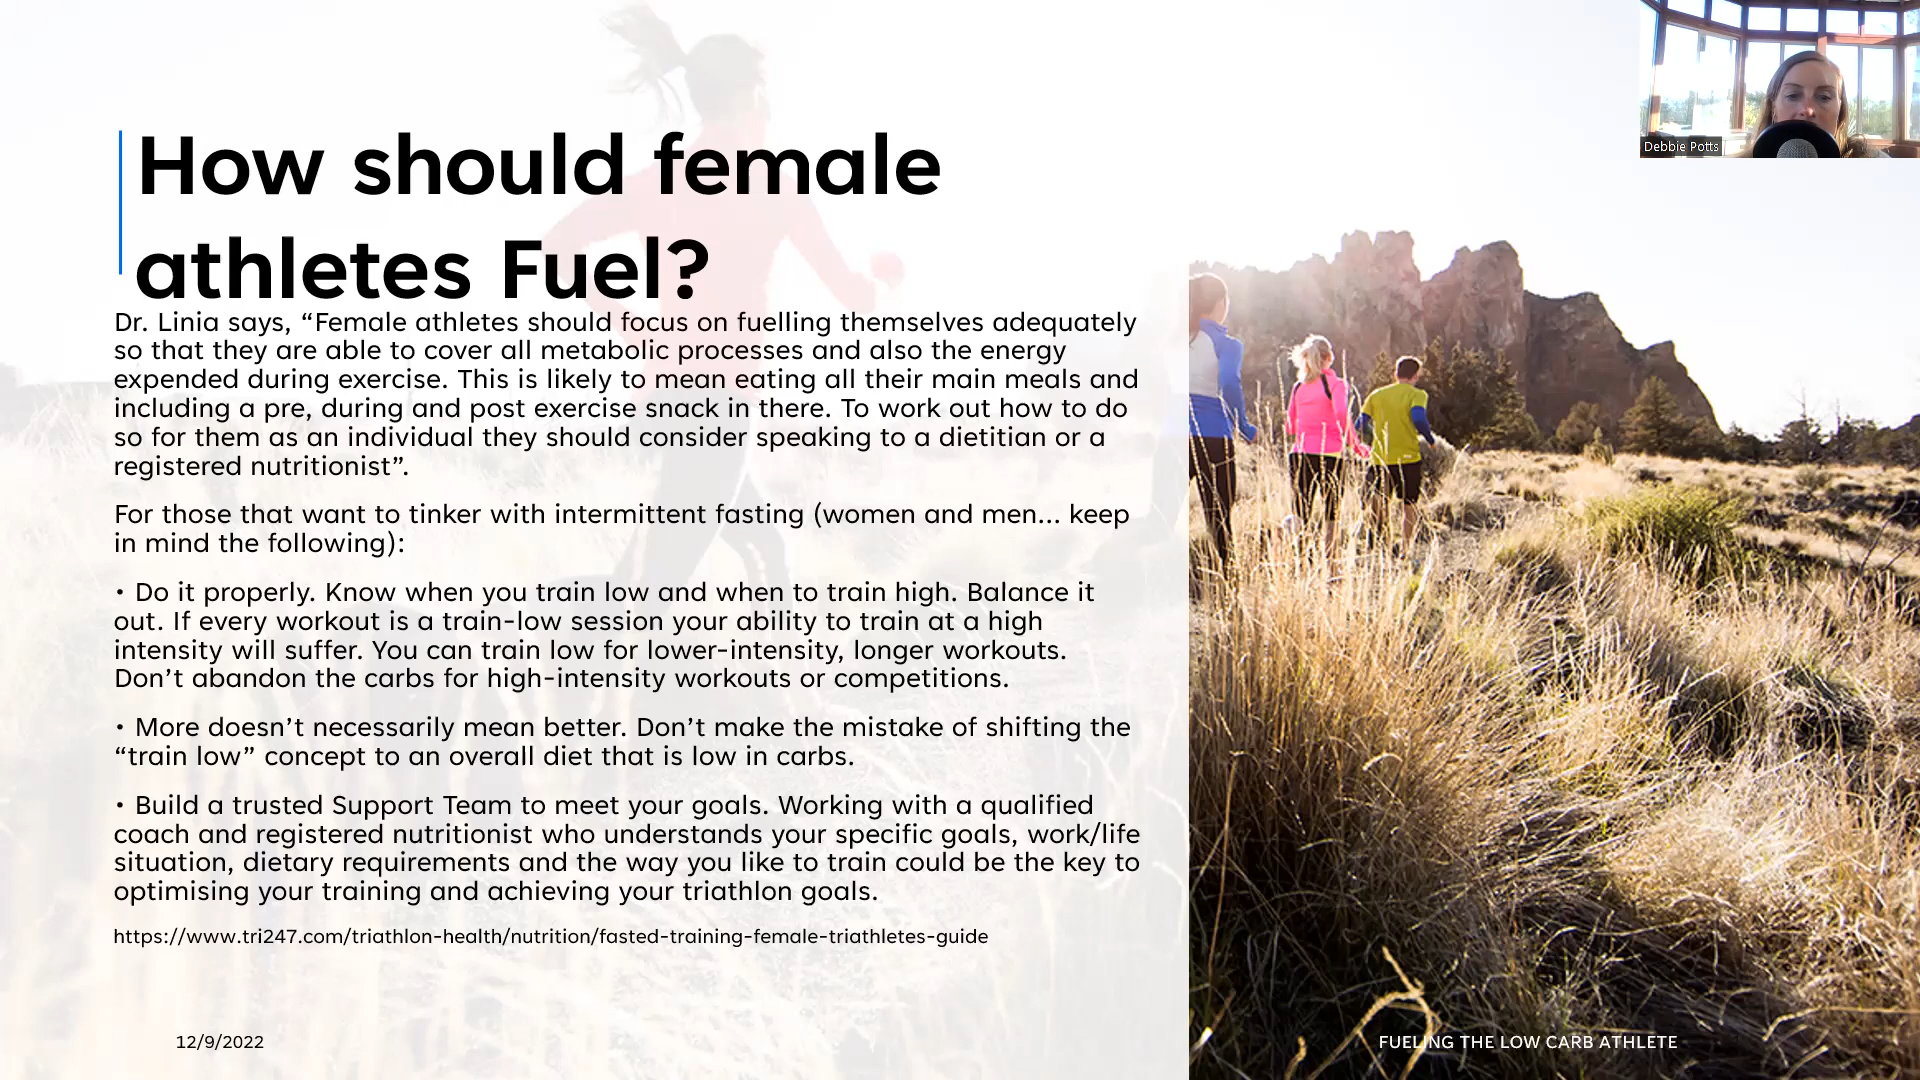 How should female
athletes Fuel?
Dr. Linia says, “Female athletes should focus on fuelling themselves adequately
so that they are able to cover all metabolic processes and also the energy
expended during exercise. This is likely to mean eating all their main meals and
including a pre, during and post exercise snack in there. To work out how to do
so for them as an individual they should consider speaking to a dietitian or a
registered nutritionist”.
For those that want to tinker with intermittent fasting (women and men... keep
in mind the following):
• Do it properly. Know when you train low and when to train high. Balance it
out. If every workout is a train-low session your ability to train at a high
intensity will suffer. You can train low for lower-intensity, longer workouts.
Don’t abandon the carbs for high-intensity workouts or competitions.
• More doesn’t necessarily mean better. Don’t make the mistake of shifting the
“train low” concept to an overall diet that is low in carbs.
• Build a trusted Support Team to meet your goals. Working with a qualified
coach and registered nutritionist who understands your specific goals, work/life
situation, dietary requirements and the way you like to train could be the key to
optimising your training and achieving your triathlon goals.
https://www.tri247.com/triathlon-health/nutrition/fasted-training-female-triathletes-guide
12/9/2022
FUELING THE LOW CARB ATHLETE
Debbie Potts